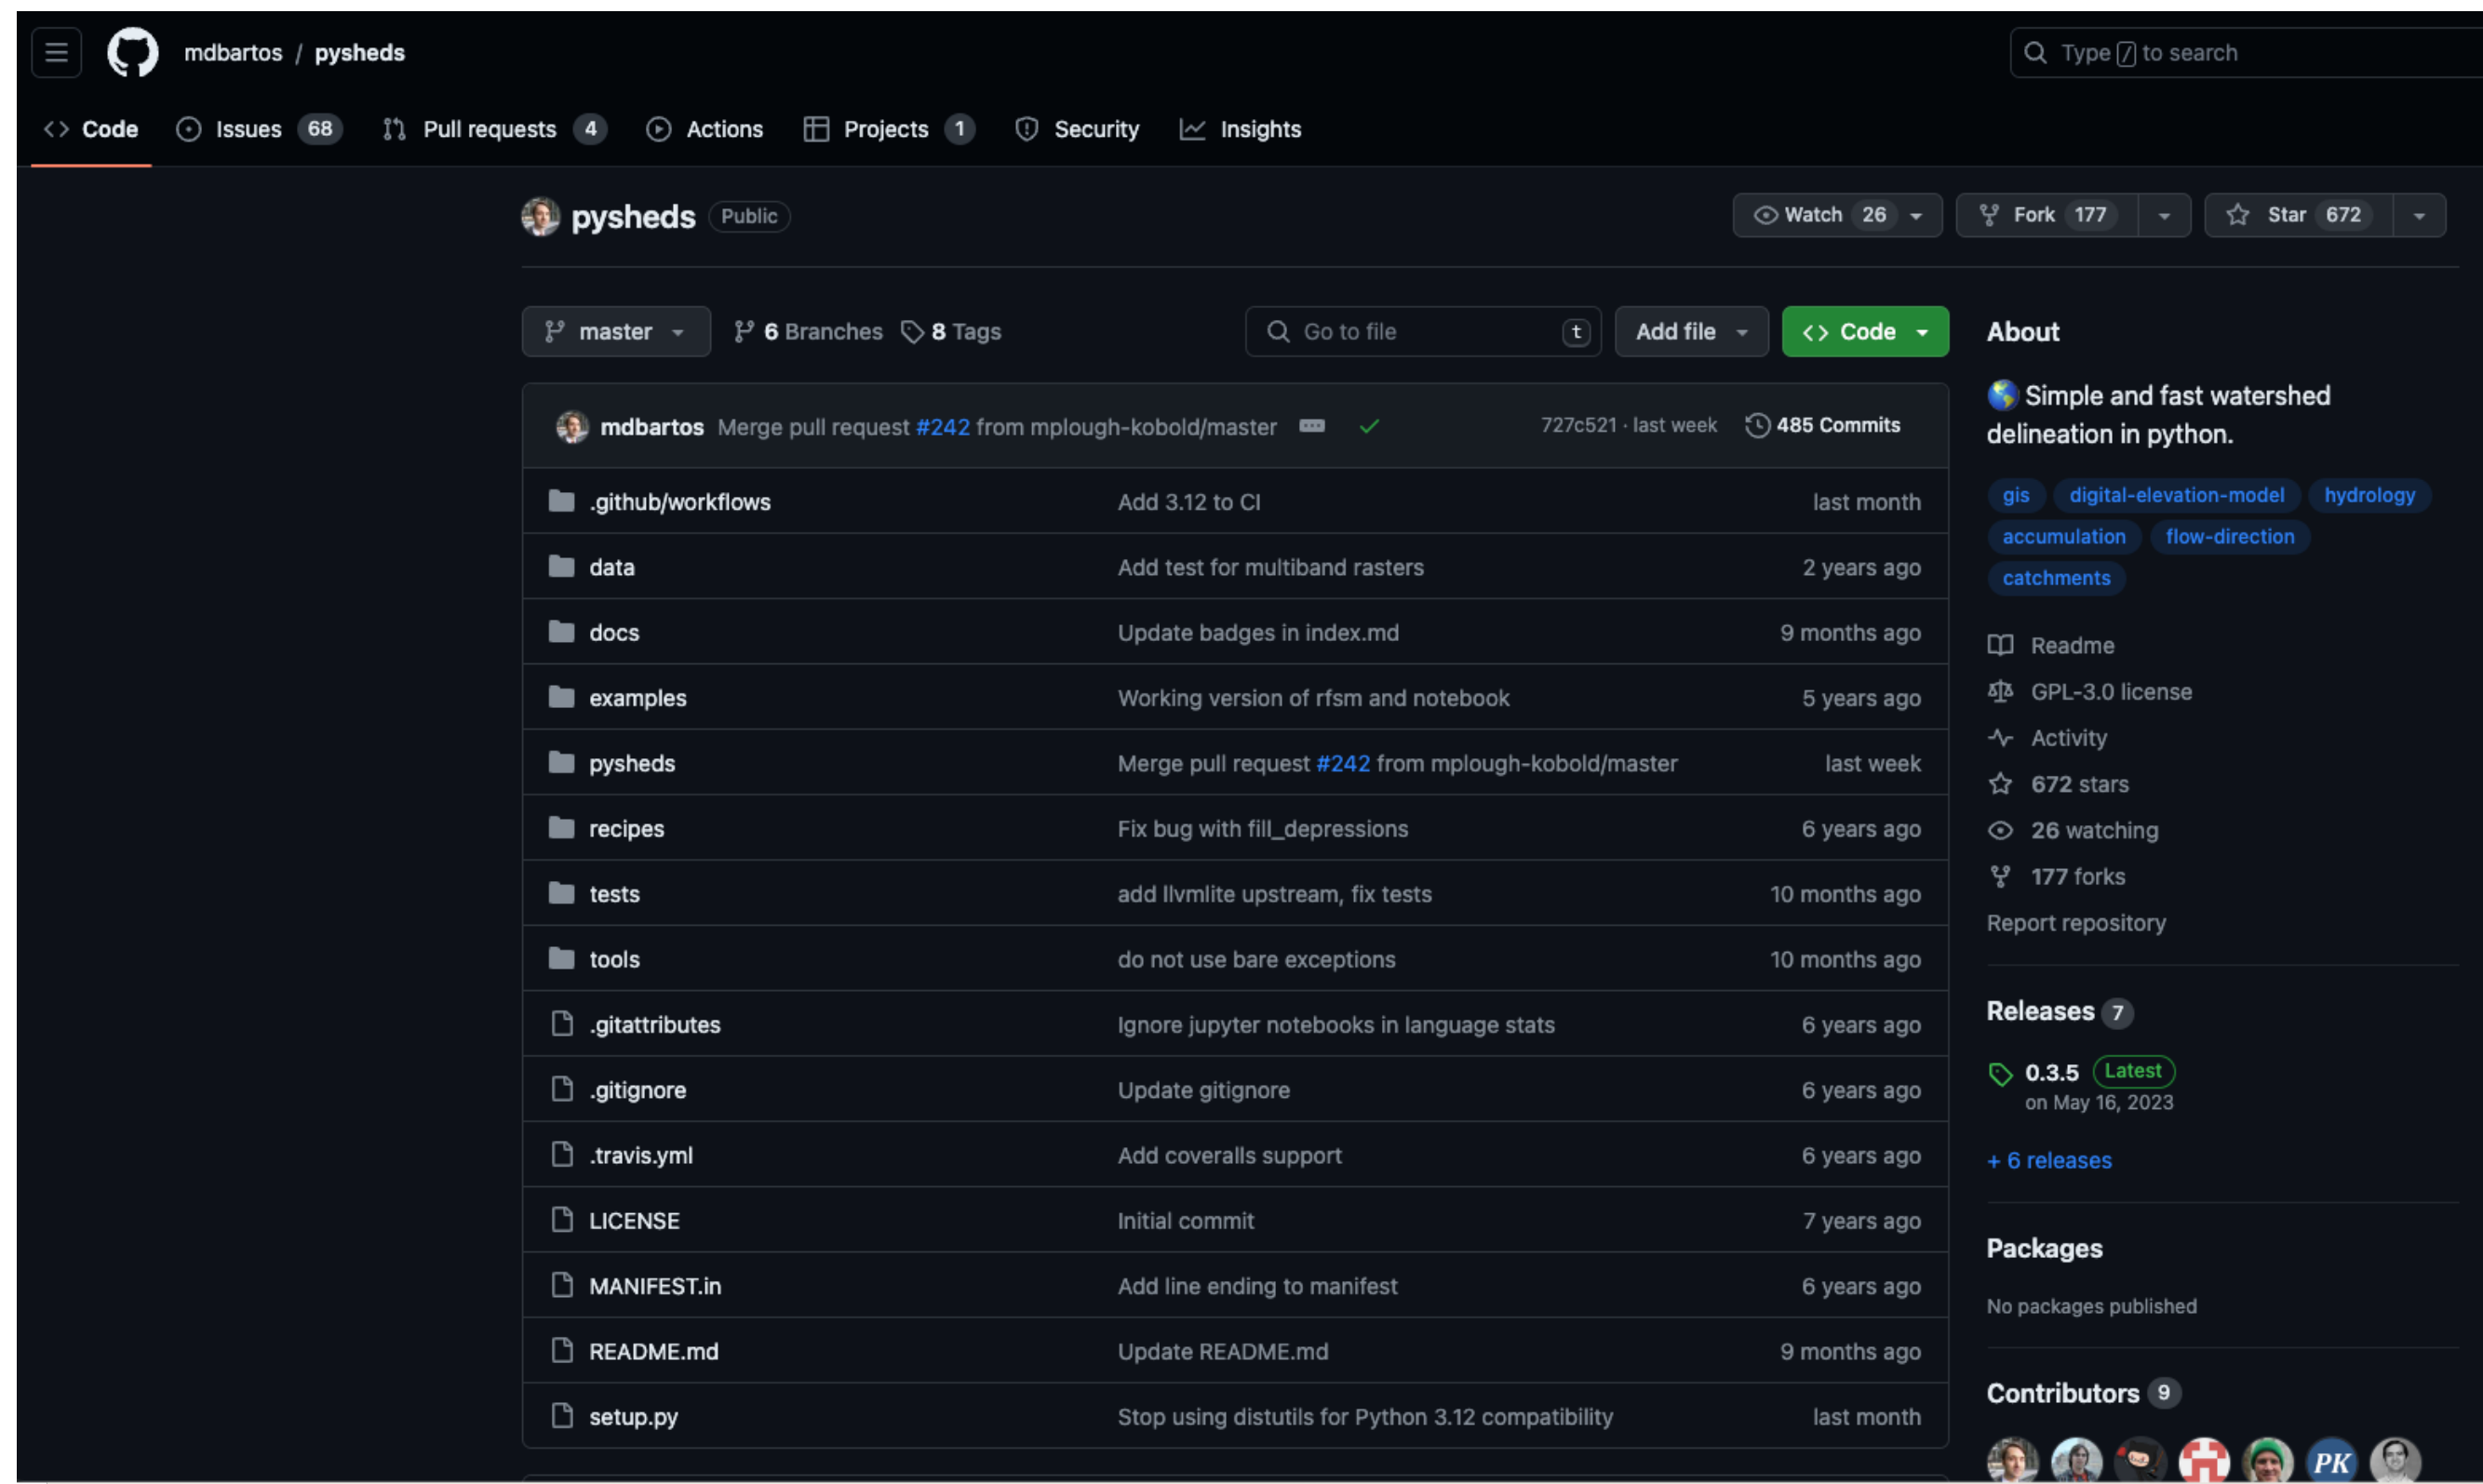 mdbartos / pysheds
Type / to search
Code Issues 68 Pull requests 4 Actions Projects 1 Security Insights
pysheds Public
Watch 26 Fork 177 Star 672
master 6 Branches 8 Tags
Go to file t Add file Code
mdbartos Merge pull request #242 from mplough-kobold/master 727c521 · last week 485 Commits
.github/workflows Add 3.12 to CI last month
data Add test for multiband rasters 2 years ago
docs Update badges in index.md 9 months ago
examples Working version of rfsm and notebook 5 years ago
pysheds Merge pull request #242 from mplough-kobold/master last week
recipes Fix bug with fill_depressions 6 years ago
tests add llvmlite upstream, fix tests 10 months ago
tools do not use bare exceptions 10 months ago
.gitattributes Ignore jupyter notebooks in language stats 6 years ago
.gitignore Update gitignore 6 years ago
.travis.yml Add coveralls support 6 years ago
LICENSE Initial commit 7 years ago
MANIFEST.in Add line ending to manifest 6 years ago
README.md Update README.md 9 months ago
setup.py Stop using distutils for Python 3.12 compatibility last month
About
Simple and fast watershed
delineation in python.
gis digital-elevation-model hydrology
accumulation flow-direction
catchments
Readme
GPL-3.0 license
Activity
672 stars
26 watching
177 forks
Report repository
Releases 7
0.3.5 Latest
on May 16, 2023
+ 6 releases
Packages
No packages published
Contributors 9
PK